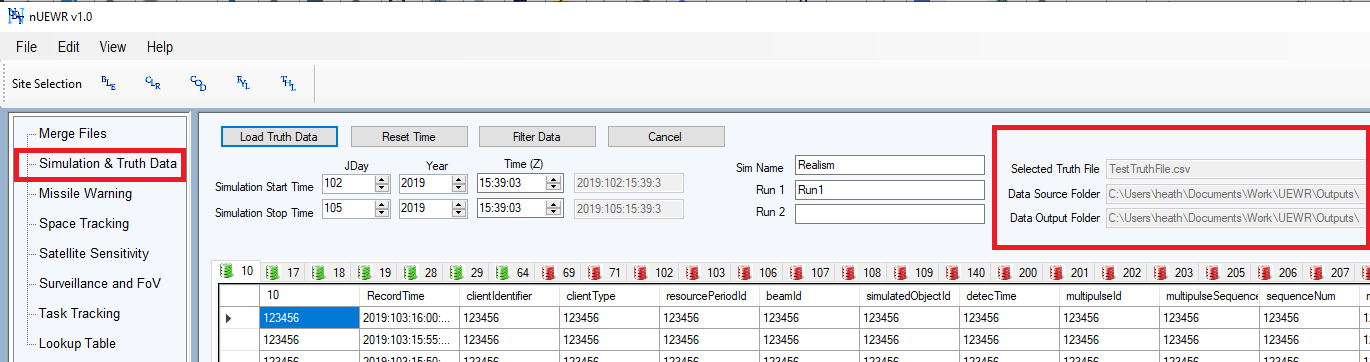 nUEWR v1.0
File Edit View Help
Site Selection BLE CLR COD FYL THL
Merge Files
Simulation & Truth Data
Missile Warning
Space Tracking
Satellite Sensitivity
Surveillance and FoV
Task Tracking
Lookup Table
Load Truth Data Reset Time Filter Data Cancel
JDay Year Time (Z)
Simulation Start Time 102 2019 15:39:03 2019:102:15:39:3
Simulation Stop Time 105 2019 15:39:03 2019:105:15:39:3
Sim Name Realism
Run 1 Run1
Run 2
Selected Truth File TestTruthFile.csv
Data Source Folder C:\Users\heath\Documents\Work\UEWR\Outputs\
Data Output Folder C:\Users\heath\Documents\Work\UEWR\Outputs\
10 17 18 19 28 29 64 69 71 102 103 106 107 108 109 140 200 201 202 203 205 206 207
10 RecordTime clientIdentifier clientType resourcePeriodId beamId simulatedObjectId detecTime multipulseId multipulseSequence sequenceNum
123456 2019:103:16:00:... 123456 123456 123456 123456 123456 123456 123456 123456 123456
123456 2019:103:15:55:... 123456 123456 123456 123456 123456 123456 123456 123456 123456
123456 2019:103:15:50:... 123456 123456 123456 123456 123456 123456 123456 123456 123456